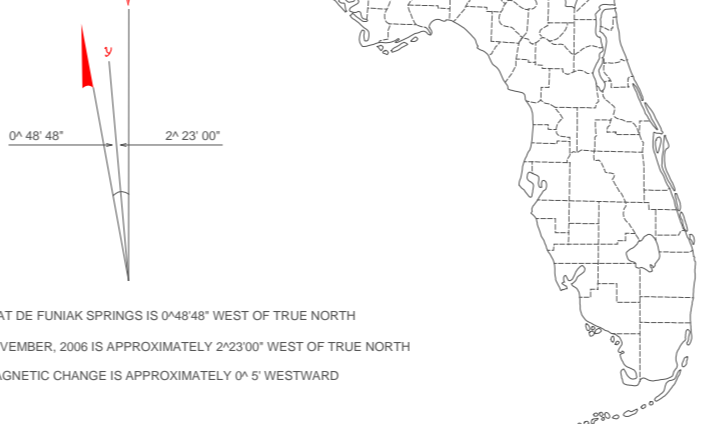 y
0^ 48' 48"
2^ 23' 00"
AT DE FUNIAK SPRINGS IS 0^48'48" WEST OF TRUE NORTH
VEMBER, 2006 IS APPROXIMATELY 2^23'00" WEST OF TRUE NORTH
AGNETIC CHANGE IS APPROXIMATELY 0^ 5' WESTWARD